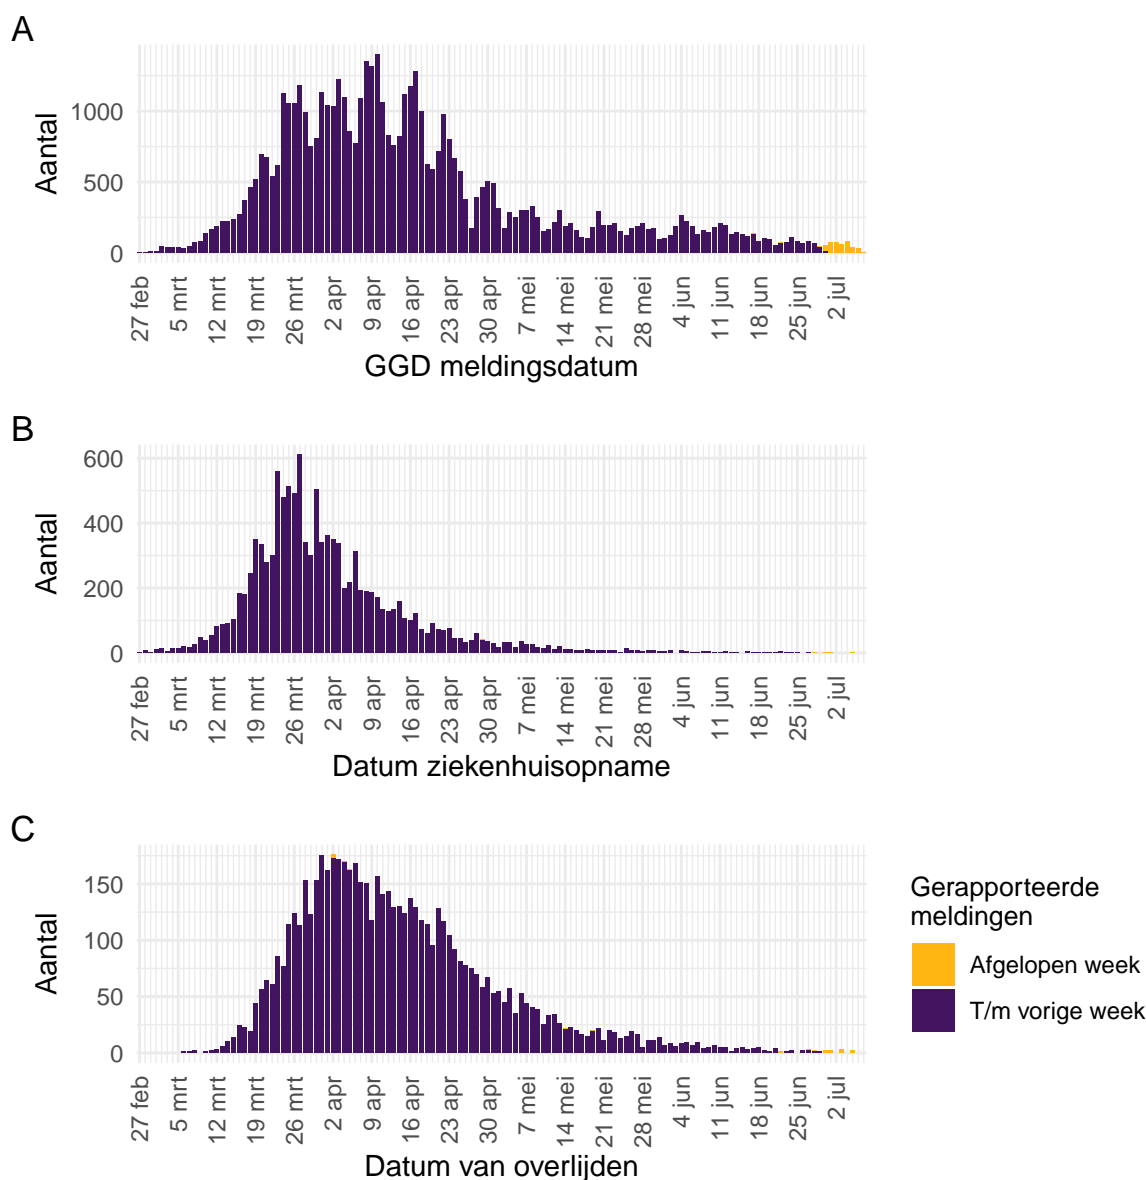 A
Aantal
1000
500
0
27 feb
5 mrt
12 mrt
19 mrt
26 mrt
2 apr
9 apr
16 apr
23 apr
30 apr
7 mei
14 mei
21 mei
28 mei
4 jun
11 jun
18 jun
25 jun
2 jul
GGD meldingsdatum
B
Aantal
600
400
200
0
27 feb
5 mrt
12 mrt
19 mrt
26 mrt
2 apr
9 apr
16 apr
23 apr
30 apr
7 mei
14 mei
21 mei
28 mei
4 jun
11 jun
18 jun
25 jun
2 jul
Datum ziekenhuisopname
C
Aantal
150
100
50
0
27 feb
5 mrt
12 mrt
19 mrt
26 mrt
2 apr
9 apr
16 apr
23 apr
30 apr
7 mei
14 mei
21 mei
28 mei
4 jun
11 jun
18 jun
25 jun
2 jul
Datum van overlijden
Gerapporteerde
meldingen
Afgelopen week
T/m vorige week